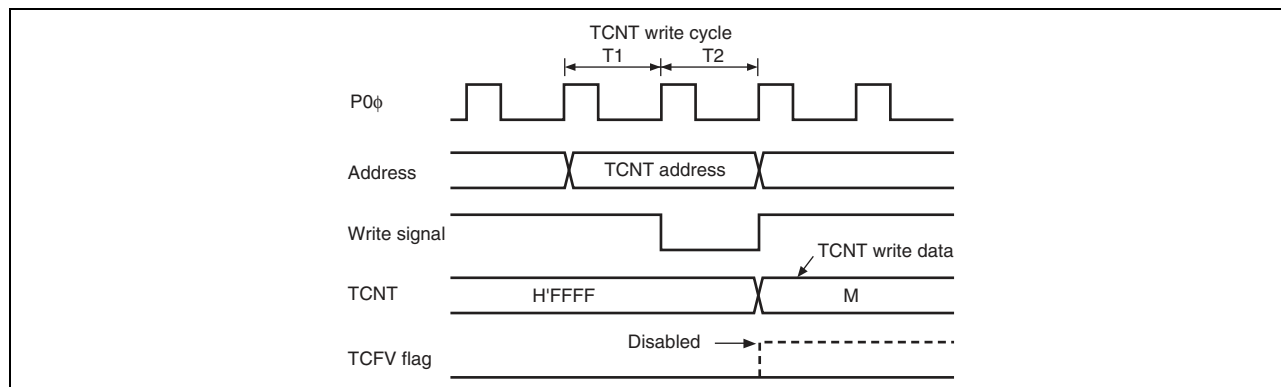 TCNT write cycle
T1 T2
P0ϕ
Address TCNT address
Write signal
TCNT write data
TCNT H'FFFF M
Disabled
TCFV flag